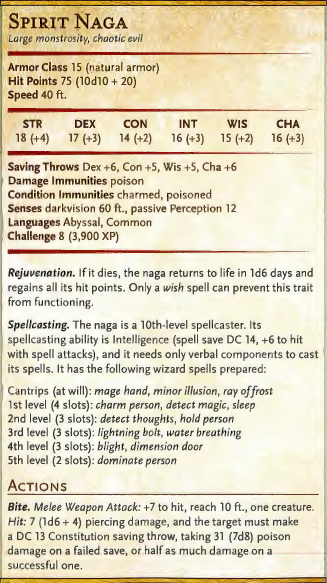 SPIRIT NAGA
Large monstrosity, chaotic evil
Armor Class 15 (natural armor)
Hit Points 75 (10d10 + 20)
Speed 40 ft.
STR DEX CON INT WIS CHA
18 (+4) 17 (+3) 14 (+2) 16 (+3) 15 (+2) 16 (+3)
Saving Throws Dex +6, Con +5, Wis +5, Cha +6
Damage Immunities poison
Condition Immunities charmed, poisoned
Senses darkvision 60 ft., passive Perception 12
Languages Abyssal, Common
Challenge 8 (3,900 XP)
Rejuvenation. If it dies, the naga returns to life in 1d6 days and
regains all its hit points. Only a wish spell can prevent this trait
from functioning.
Spellcasting. The naga is a 10th-level spellcaster. Its
spellcasting ability is Intelligence (spell save DC 14, +6 to hit
with spell attacks), and it needs only verbal components to cast
its spells. It has the following wizard spells prepared:
Cantrips (at will): mage hand, minor illusion, ray of frost
1st level (4 slots): charm person, detect magic, sleep
2nd level (3 slots): detect thoughts, hold person
3rd level (3 slots): lightning bolt, water breathing
4th level (3 slots): blight, dimension door
5th level (2 slots): dominate person
ACTIONS
Bite. Melee Weapon Attack: +7 to hit, reach 10 ft., one creature.
Hit: 7 (1d6 + 4) piercing damage, and the target must make
a DC 13 Constitution saving throw, taking 31 (7d8) poison
damage on a failed save, or half as much damage on a
successful one.